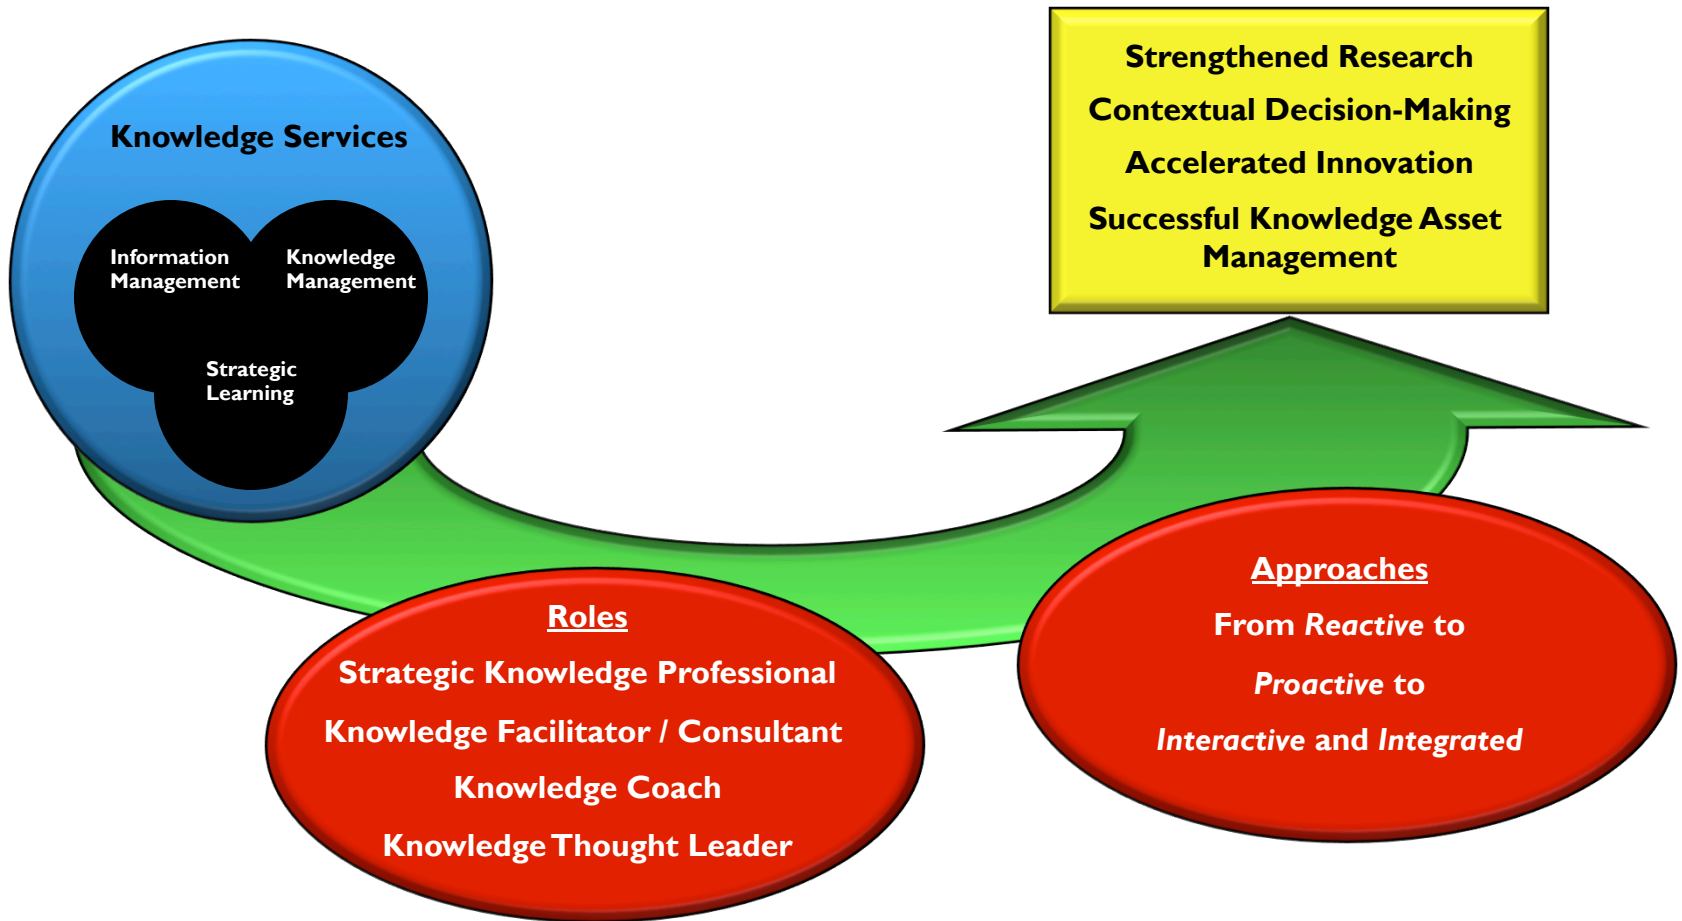 Knowledge Services
Information
Management
Knowledge
Management
Strategic
Learning
Strengthened Research
Contextual Decision-Making
Accelerated Innovation
Successful Knowledge Asset
Management
Roles
Strategic Knowledge Professional
Knowledge Facilitator / Consultant
Knowledge Coach
Knowledge Thought Leader
Approaches
From Reactive to
Proactive to
Interactive and Integrated